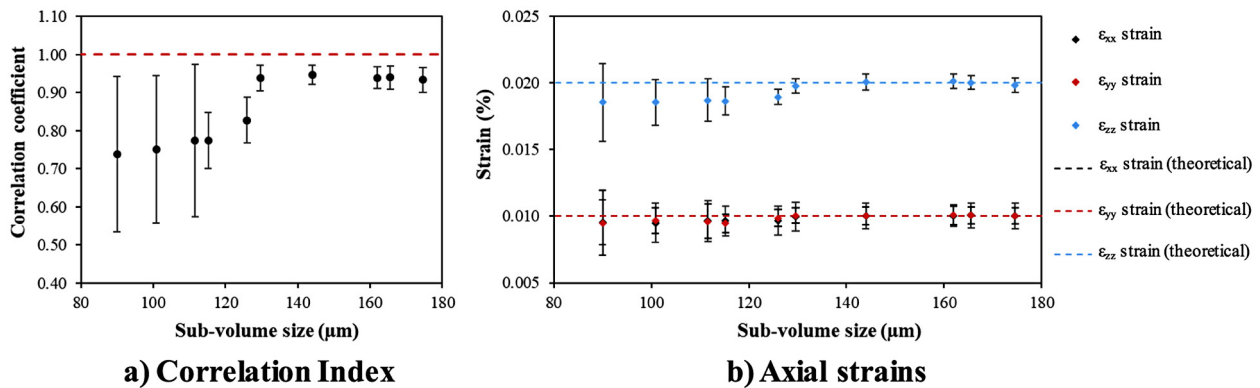 a)
b)
1.10
1.00
0.90
0.80
0.70
0.60
0.50
0.40
Correlation coefficient
80 100 120 140 160 180
Sub-volume size (μm)
a) Correlation Index
0.025
0.020
0.015
0.010
0.005
Strain (%)
80 100 120 140 160 180
Sub-volume size (μm)
b) Axial strains
εxx strain
εyy strain
εzz strain
εxx strain (theoretical)
εyy strain (theoretical)
εzz strain (theoretical)